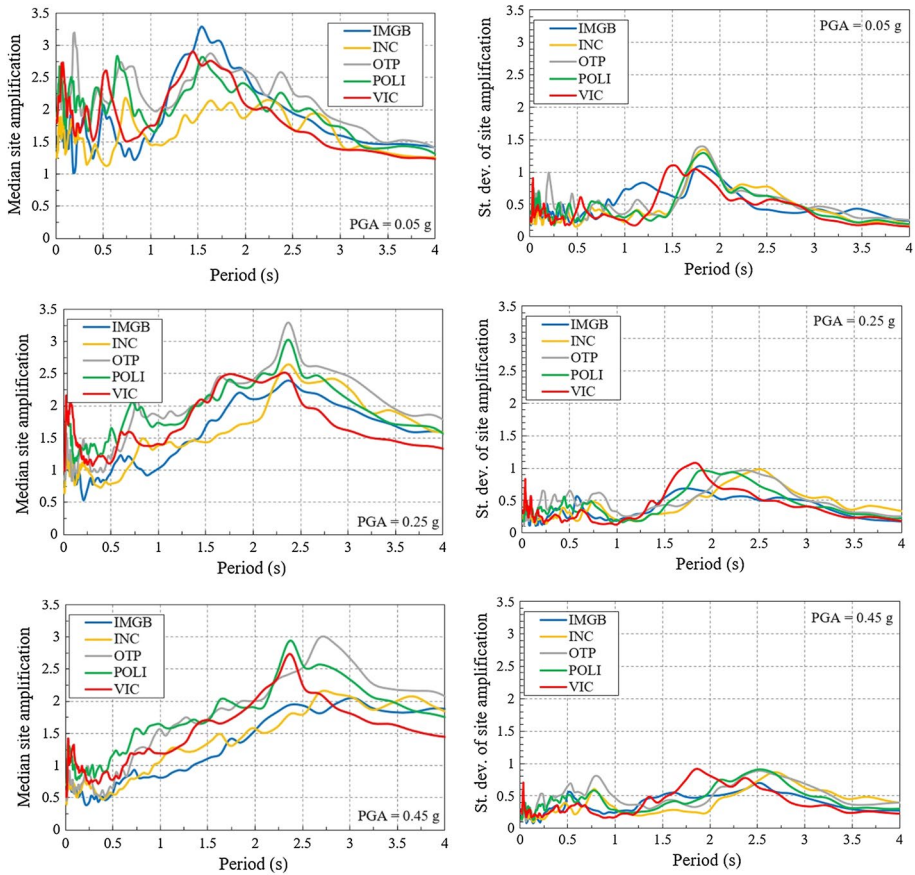 Median site amplification
3.5
3
2.5
2
1.5
1
0.5
0
IMGB
INC
OTP
POLI
VIC
PGA = 0.05 g
0 0.5 1 1.5 2 2.5 3 3.5 4
Period (s)
St. dev. of site amplification
3.5
3
2.5
2
1.5
1
0.5
0
IMGB
INC
OTP
POLI
VIC
PGA = 0.05 g
0 0.5 1 1.5 2 2.5 3 3.5 4
Period (s)
Median site amplification
3.5
3
2.5
2
1.5
1
0.5
0
IMGB
INC
OTP
POLI
VIC
PGA = 0.25 g
0 0.5 1 1.5 2 2.5 3 3.5 4
Period (s)
St. dev. of site amplification
3.5
3
2.5
2
1.5
1
0.5
0
IMGB
INC
OTP
POLI
VIC
PGA = 0.25 g
0 0.5 1 1.5 2 2.5 3 3.5 4
Period (s)
Median site amplification
3.5
3
2.5
2
1.5
1
0.5
0
IMGB
INC
OTP
POLI
VIC
PGA = 0.45 g
0 0.5 1 1.5 2 2.5 3 3.5 4
Period (s)
St. dev. of site amplification
3.5
3
2.5
2
1.5
1
0.5
0
IMGB
INC
OTP
POLI
VIC
PGA = 0.45 g
0 0.5 1 1.5 2 2.5 3 3.5 4
Period (s)